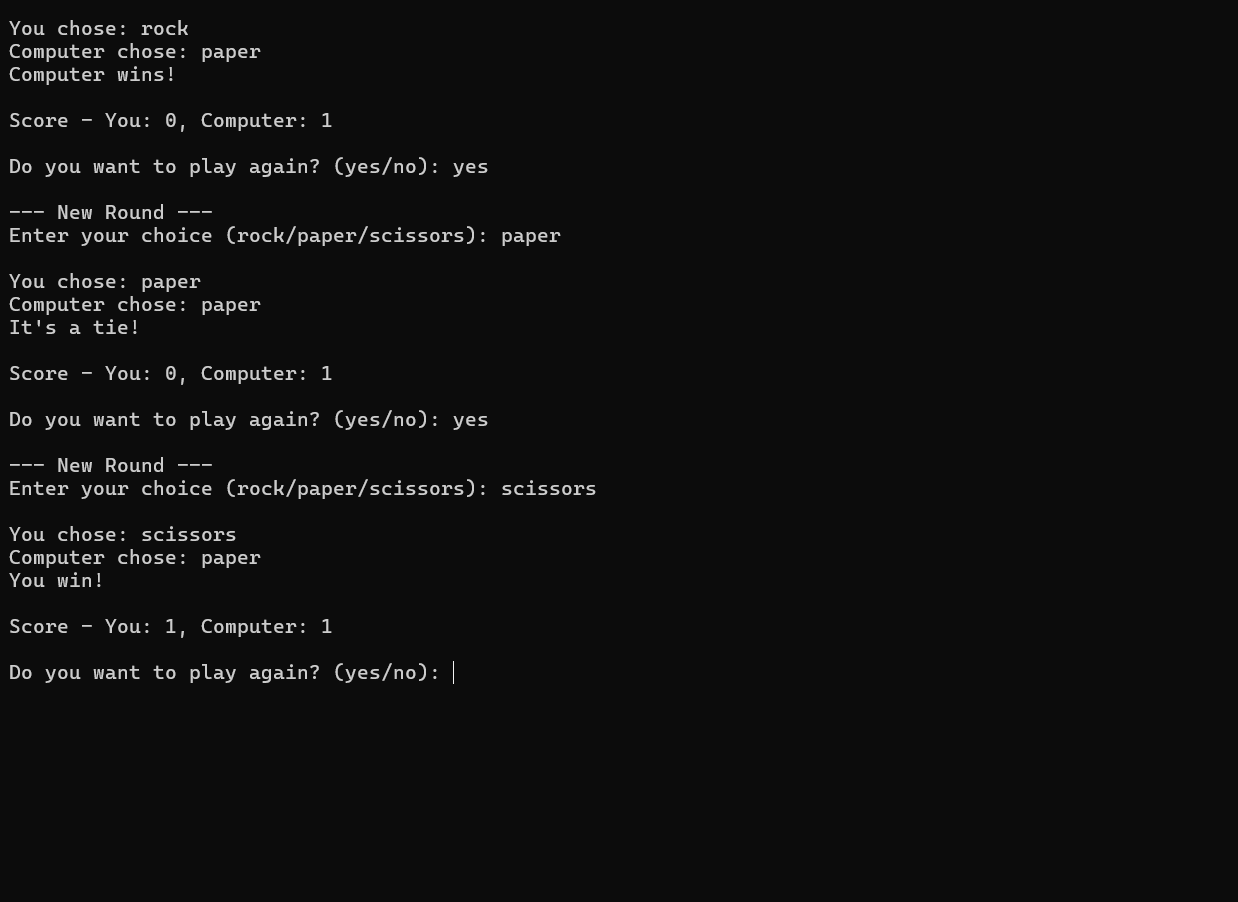 You chose: rock
Computer chose: paper
Computer wins!
Score - You: 0, Computer: 1
Do you want to play again? (yes/no): yes
--- New Round ---
Enter your choice (rock/paper/scissors): paper
You chose: paper
Computer chose: paper
It's a tie!
Score - You: 0, Computer: 1
Do you want to play again? (yes/no): yes
--- New Round ---
Enter your choice (rock/paper/scissors): scissors
You chose: scissors
Computer chose: paper
You win!
Score - You: 1, Computer: 1
Do you want to play again? (yes/no):